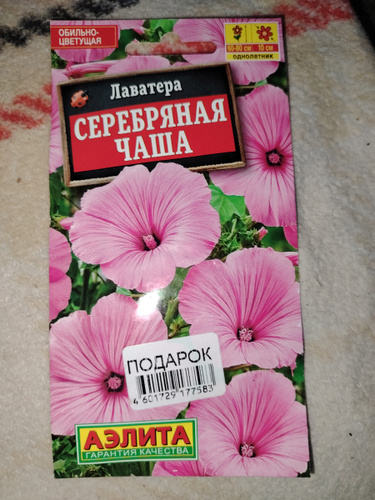 ОБИЛЬНО-
ЦВЕТУЩАЯ
60-80 см
10 см
однолетник
Лаватера
СЕРЕБРЯНАЯ
ЧАША
ПОДАРОК
4 601729 177583
АЭЛИТА
ГАРАНТИЯ КАЧЕСТВА